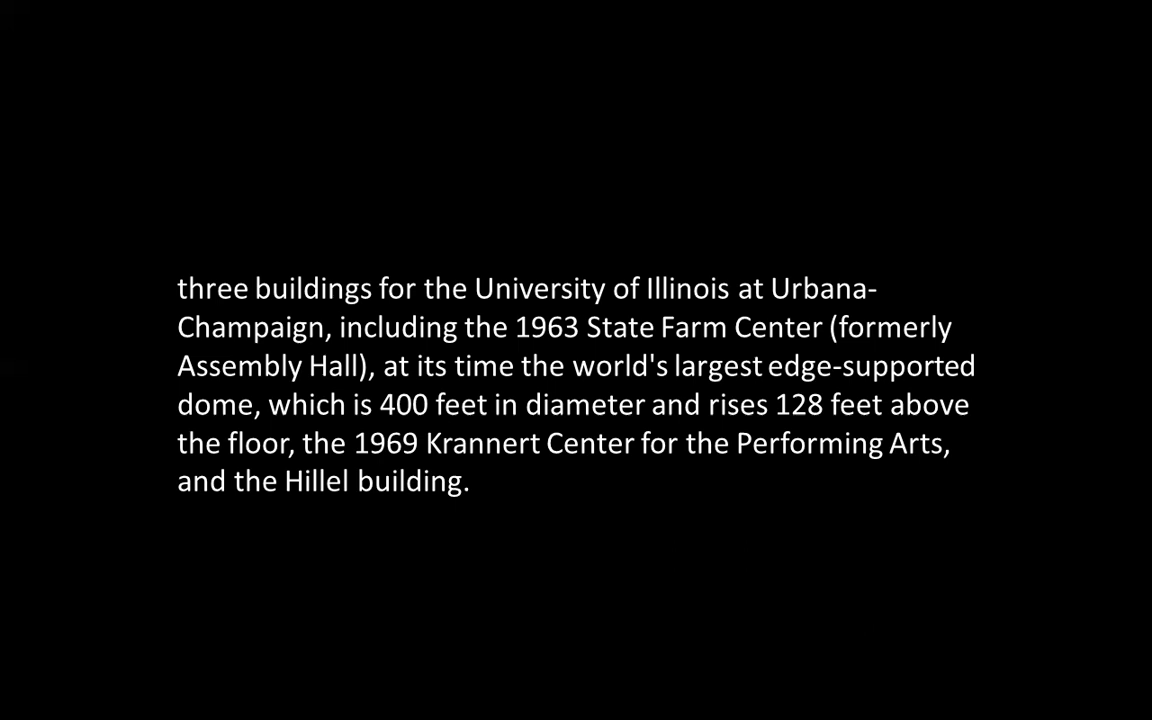 three buildings for the University of Illinois at Urbana-
Champaign, including the 1963 State Farm Center (formerly
Assembly Hall), at its time the world's largest edge-supported
dome, which is 400 feet in diameter and rises 128 feet above
the floor, the 1969 Krannert Center for the Performing Arts,
and the Hillel building.